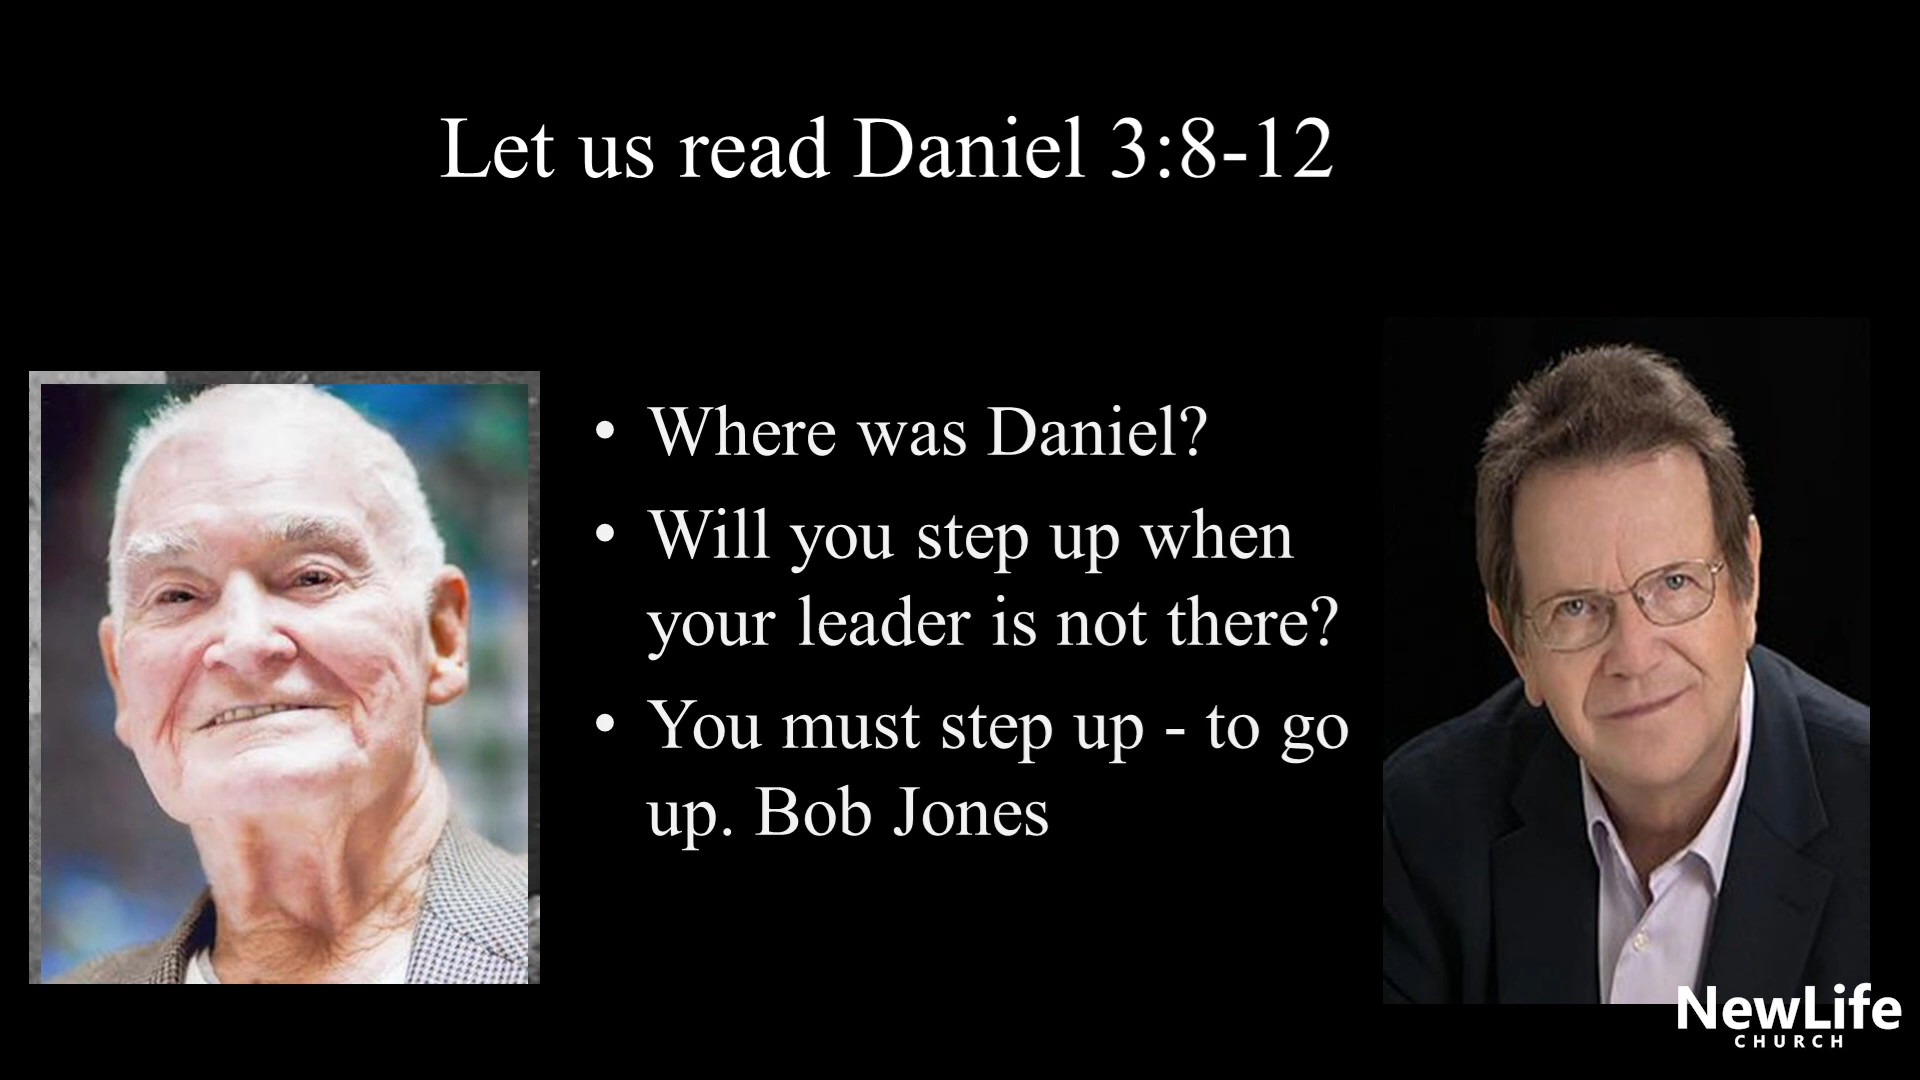 Let us read Daniel 3:8-12
• Where was Daniel?
• Will you step up when
your leader is not there?
• You must step up - to go
up. Bob Jones
NewLife
CHURCH